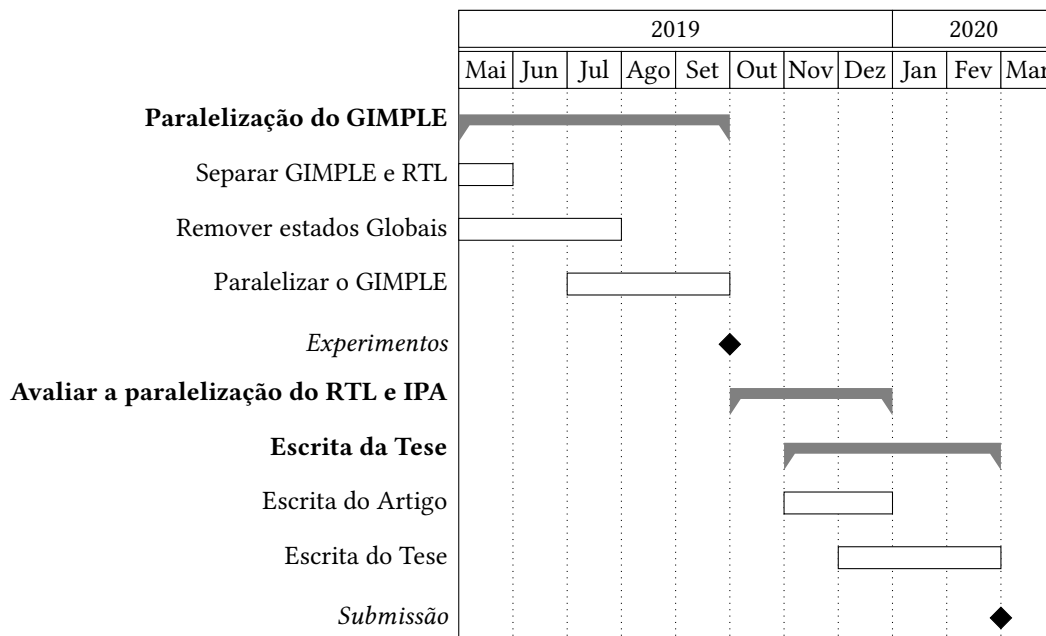 2019 2020
Mai Jun Jul Ago Set Out Nov Dez Jan Fev Mar
Paralelização do GIMPLE
Separar GIMPLE e RTL
Remover estados Globais
Paralelizar o GIMPLE
Experimentos
Avaliar a paralelização do RTL e IPA
Escrita da Tese
Escrita do Artigo
Escrita do Tese
Submissão